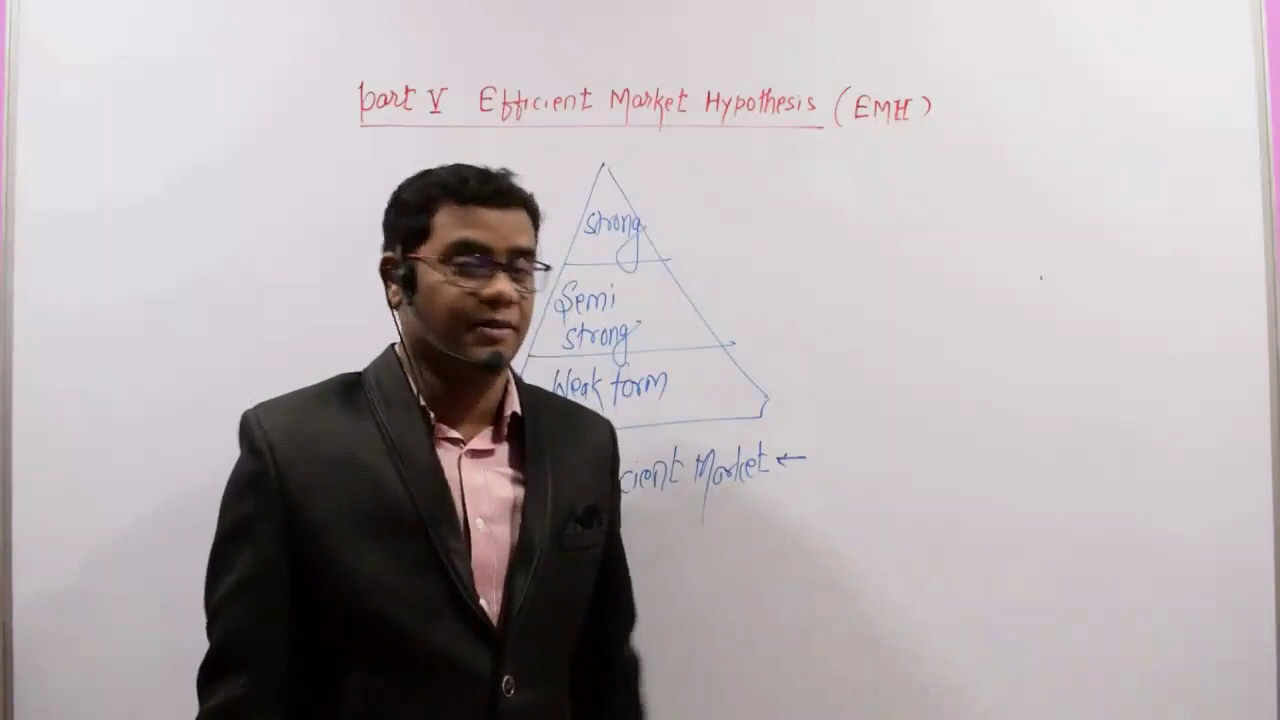 Part V Efficient Market Hypothesis (EMH)
Strong
Semi
strong
Weak form
cient Market ←